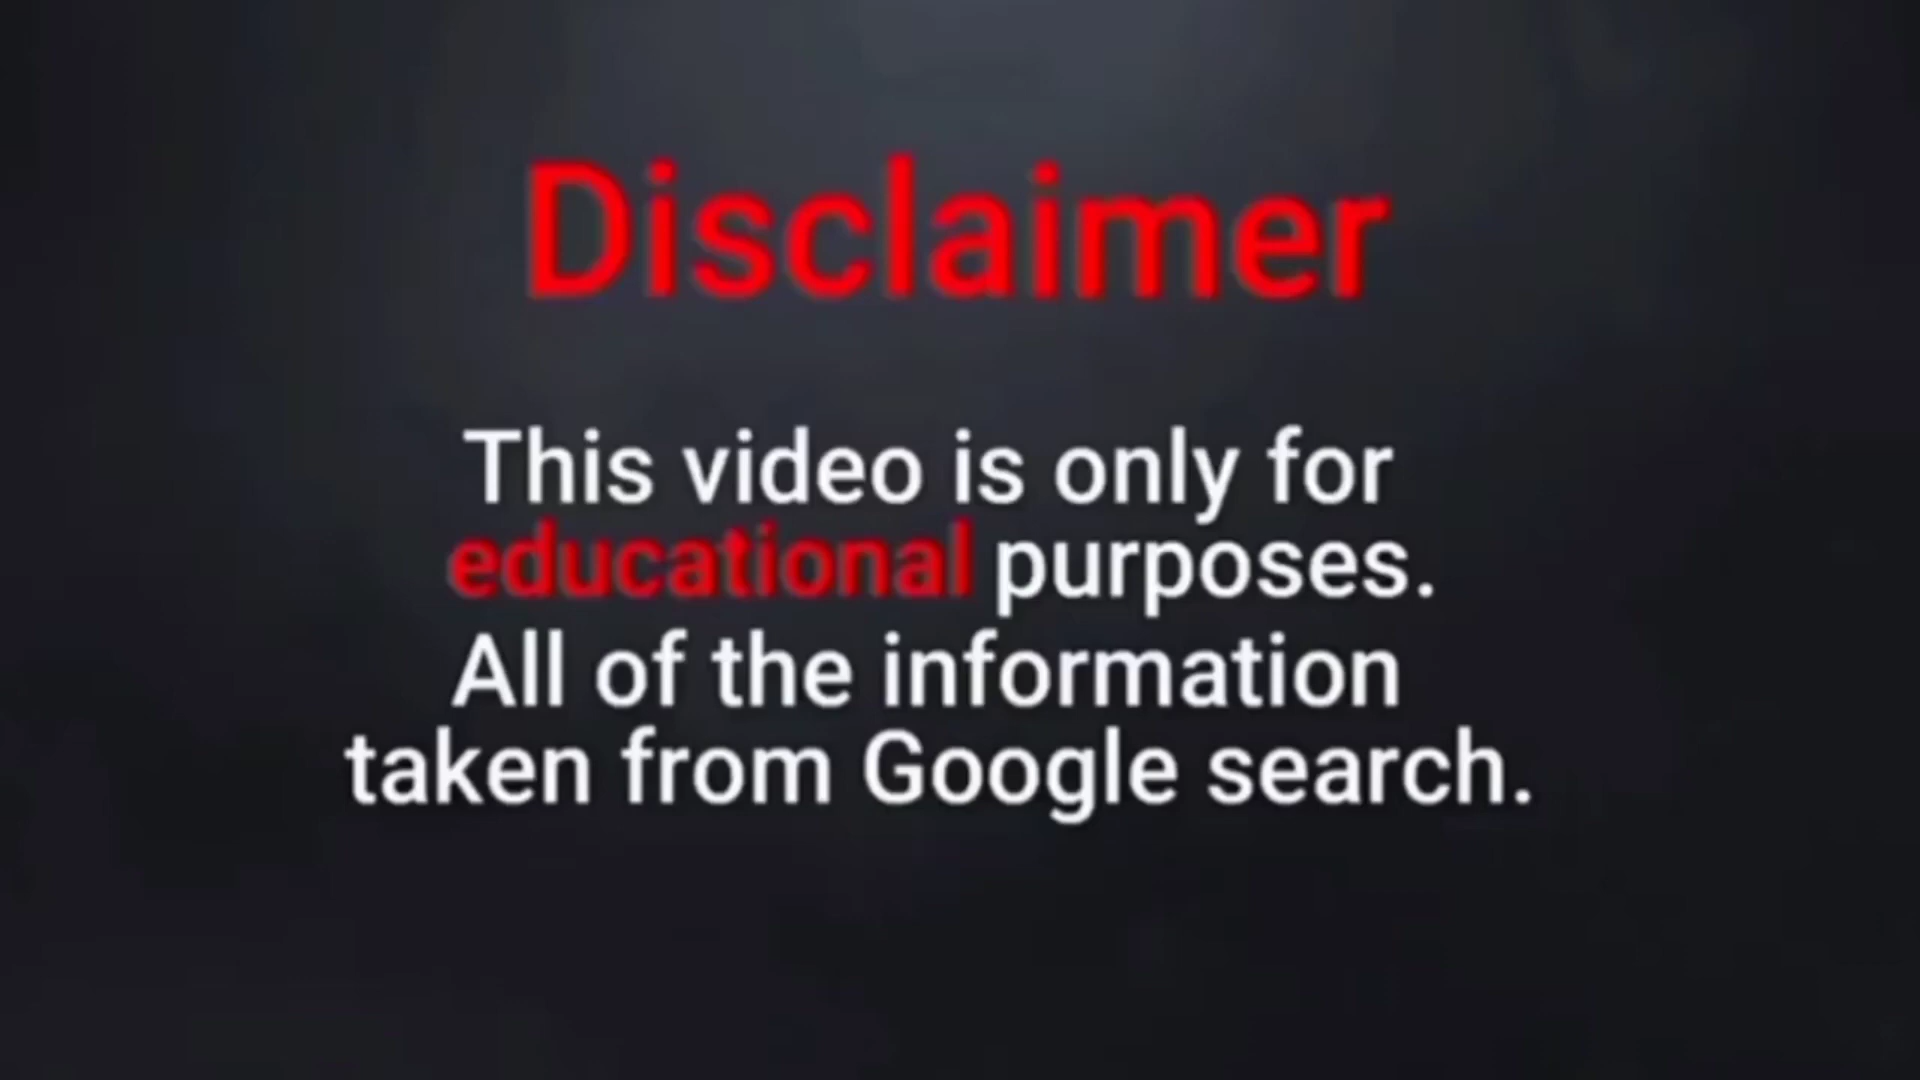 Disclaimer
This video is only for
educational purposes.
All of the information
taken from Google search.